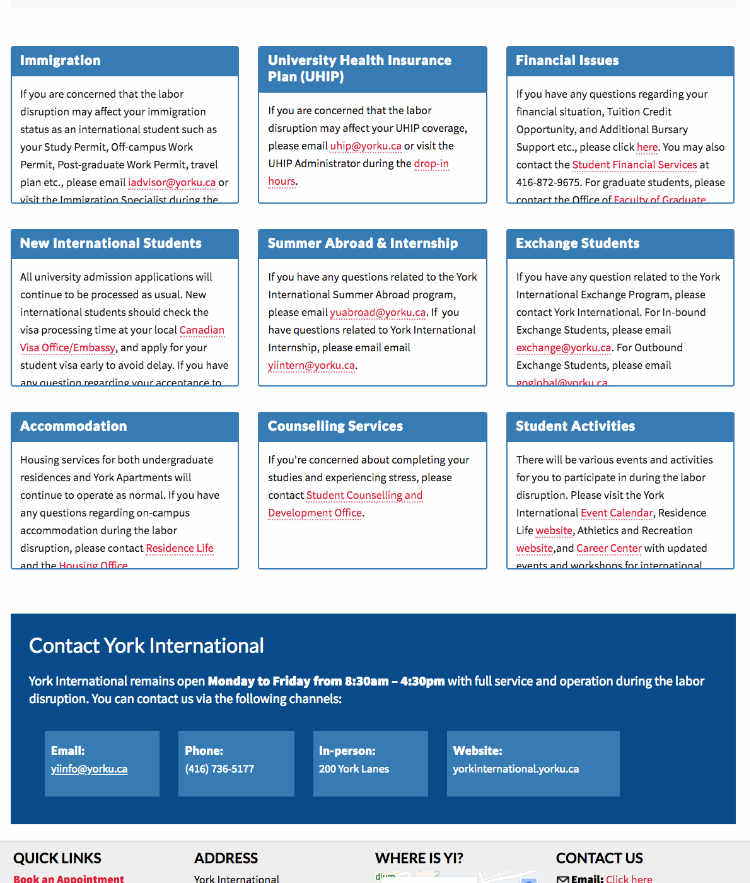 Immigration
If you are concerned that the labor
disruption may affect your immigration
status as an international student such as
your Study Permit, Off-campus Work
Permit, Post-graduate Work Permit, travel
plan etc., please email iadvisor@yorku.ca or
visit the Immigration Specialist during the
University Health Insurance
Plan (UHIP)
If you are concerned that the labor
disruption may affect your UHIP coverage,
please email uhip@yorku.ca or visit the
UHIP Administrator during the drop-in
hours.
Financial Issues
If you have any questions regarding your
financial situation, Tuition Credit
Opportunity, and Additional Bursary
Support etc., please click here. You may also
contact the Student Financial Services at
416-872-9675. For graduate students, please
contact the Office of Faculty of Graduate
New International Students
All university admission applications will
continue to be processed as usual. New
international students should check the
visa processing time at your local Canadian
Visa Office/Embassy, and apply for your
student visa early to avoid delay. If you have
any question regarding your acceptance to
Summer Abroad & Internship
If you have any questions related to the York
International Summer Abroad program,
please email yuabroad@yorku.ca. If you
have questions related to York International
Internship, please email email
yiintern@yorku.ca.
Exchange Students
If you have any question related to the York
International Exchange Program, please
contact York International. For In-bound
Exchange Students, please email
exchange@yorku.ca. For Outbound
Exchange Students, please email
goglobal@yorku.ca
Accommodation
Housing services for both undergraduate
residences and York Apartments will
continue to operate as normal. If you have
any questions regarding on-campus
accommodation during the labor
disruption, please contact Residence Life
and the Housing Office
Counselling Services
If you're concerned about completing your
studies and experiencing stress, please
contact Student Counselling and
Development Office.
Student Activities
There will be various events and activities
for you to participate in during the labor
disruption. Please visit the York
International Event Calendar, Residence
Life website, Athletics and Recreation
website,and Career Center with updated
events and workshops for international
Contact York International
York International remains open Monday to Friday from 8:30am – 4:30pm with full service and operation during the labor
disruption. You can contact us via the following channels:
Email:
yiinfo@yorku.ca
Phone:
(416) 736-5177
In-person:
200 York Lanes
Website:
yorkinternational.yorku.ca
QUICK LINKS
Book an Appointment
ADDRESS
York International
WHERE IS YI?
CONTACT US
Email: Click here